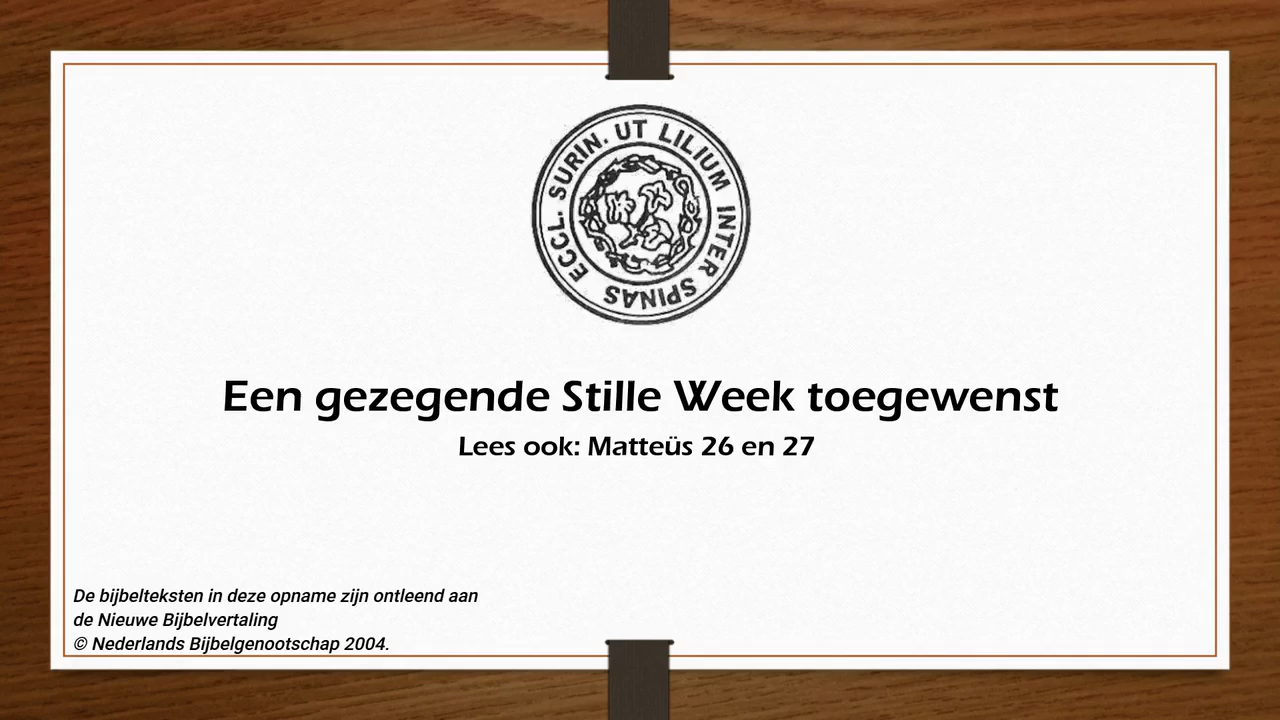 ECCL. SURIN. UT LILIUM INTER SPINAS
Een gezegende Stille Week toegewenst
Lees ook: Matteüs 26 en 27
De bijbelteksten in deze opname zijn ontleend aan
de Nieuwe Bijbelvertaling
© Nederlands Bijbelgenootschap 2004.